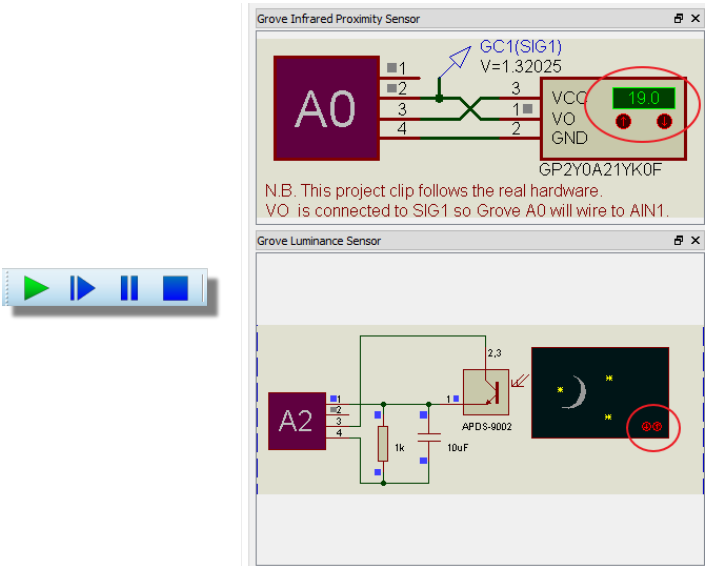 Grove Infrared Proximity Sensor
GC1(SIG1)
V=1.32025
A0
1
2
3
4
3
1
2
VCC
VO
GND
19.0
GP2Y0A21YK0F
N.B. This project clip follows the real hardware.
VO is connected to SIG1 so Grove A0 will wire to AIN1.
Grove Luminance Sensor
2,3
A2
1
2
3
4
1
APDS-9002
1k
10uF